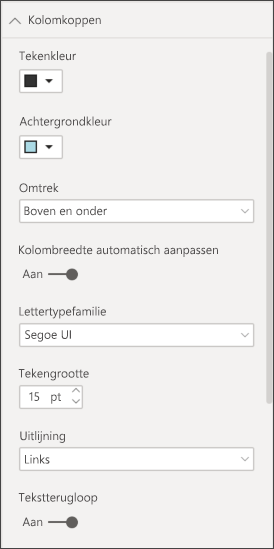 Kolomkoppen
Tekenkleur
Achtergrondkleur
Omtrek
Boven en onder
Kolombreedte automatisch aanpassen
Aan
Lettertypefamilie
Segoe UI
Tekengrootte
15 pt
Uitlijning
Links
Tekstterugloop
Aan